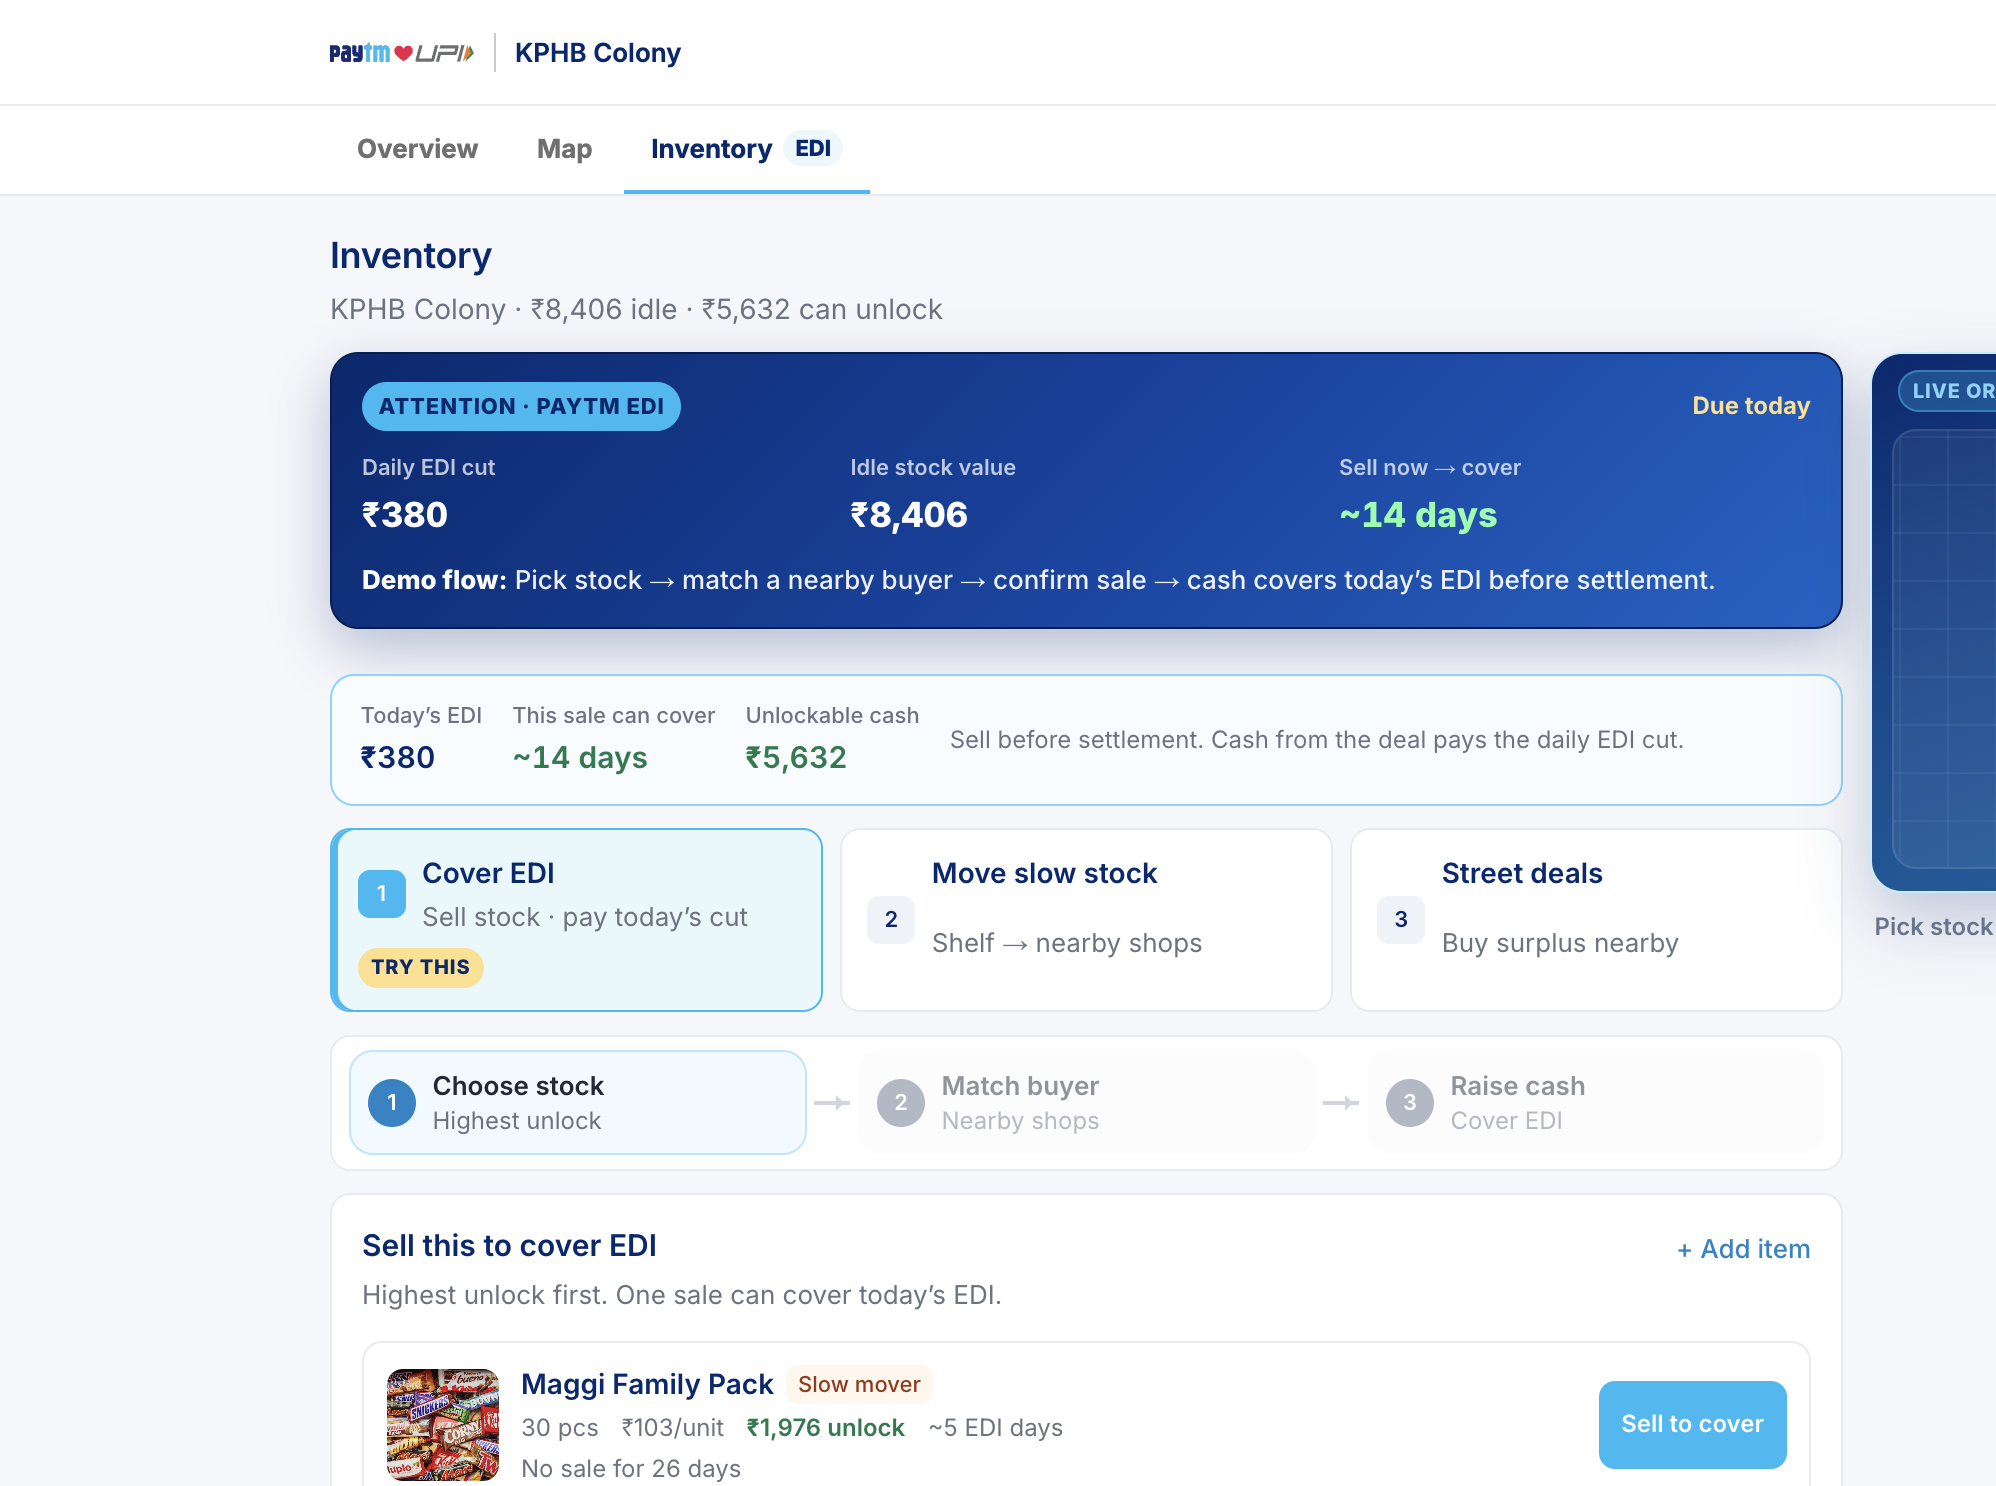 paytm UPI
KPHB Colony
Overview
Map
Inventory EDI
Inventory
KPHB Colony · ₹8,406 idle · ₹5,632 can unlock
ATTENTION · PAYTM EDI
Due today
Daily EDI cut
₹380
Idle stock value
₹8,406
Sell now → cover
~14 days
Demo flow: Pick stock → match a nearby buyer → confirm sale → cash covers today’s EDI before settlement.
LIVE OR
Pick stock
Today’s EDI
₹380
This sale can cover
~14 days
Unlockable cash
₹5,632
Sell before settlement. Cash from the deal pays the daily EDI cut.
1
Cover EDI
Sell stock · pay today’s cut
TRY THIS
2
Move slow stock
Shelf → nearby shops
3
Street deals
Buy surplus nearby
1
Choose stock
Highest unlock
2
Match buyer
Nearby shops
3
Raise cash
Cover EDI
Sell this to cover EDI
+ Add item
Highest unlock first. One sale can cover today’s EDI.
bueno
SNICKERS
CORNY
uplo
Maggi Family Pack
Slow mover
30 pcs ₹103/unit ₹1,976 unlock ~5 EDI days
No sale for 26 days
Sell to cover